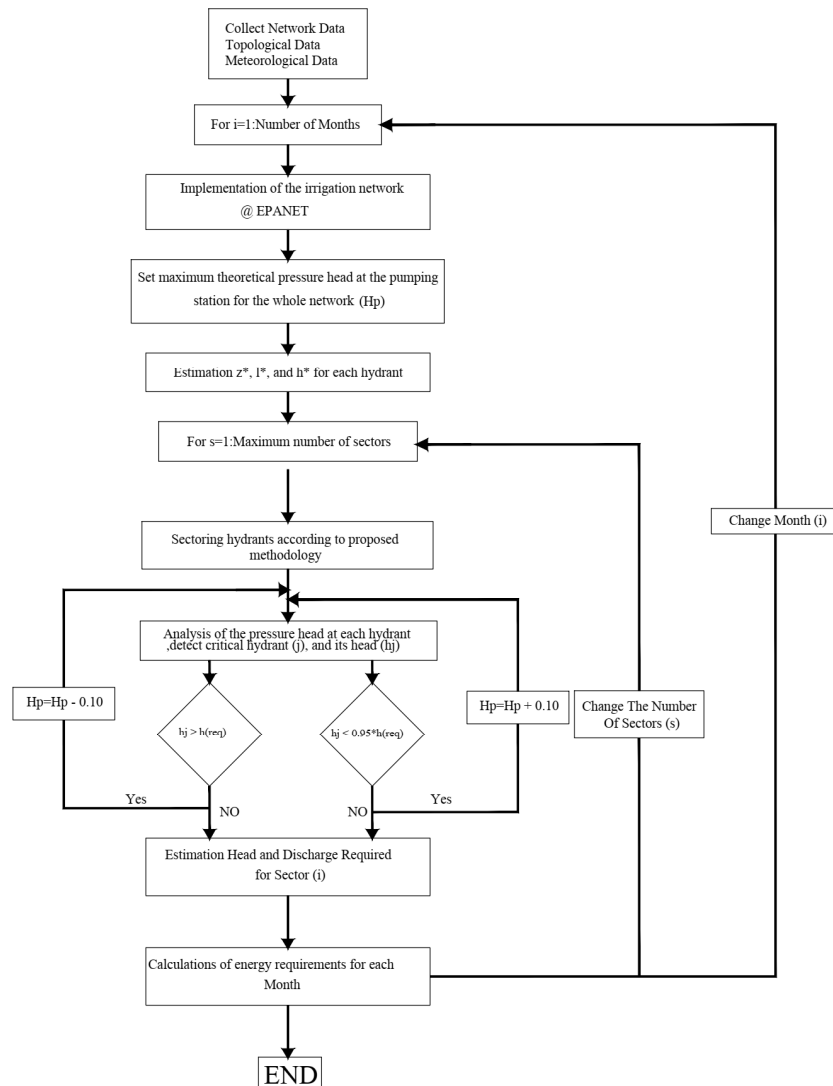 Collect Network Data
Topological Data
Meteorological Data
For i=1:Number of Months
Implementation of the irrigation network
@ EPANET
Set maximum theoretical pressure head at the pumping
station for the whole network (Hp)
Estimation z*, l*, and h* for each hydrant
For s=1:Maximum number of sectors
Change Month (i)
Sectoring hydrants according to proposed
methodology
Analysis of the pressure head at each hydrant
,detect critical hydrant (j), and its head (hj)
Hp=Hp - 0.10
hj > h(req)
hj < 0.95*h(req)
Hp=Hp + 0.10
Change The Number
Of Sectors (s)
Yes
NO
NO
Yes
Estimation Head and Discharge Required
for Sector (i)
Calculations of energy requirements for each
Month
END